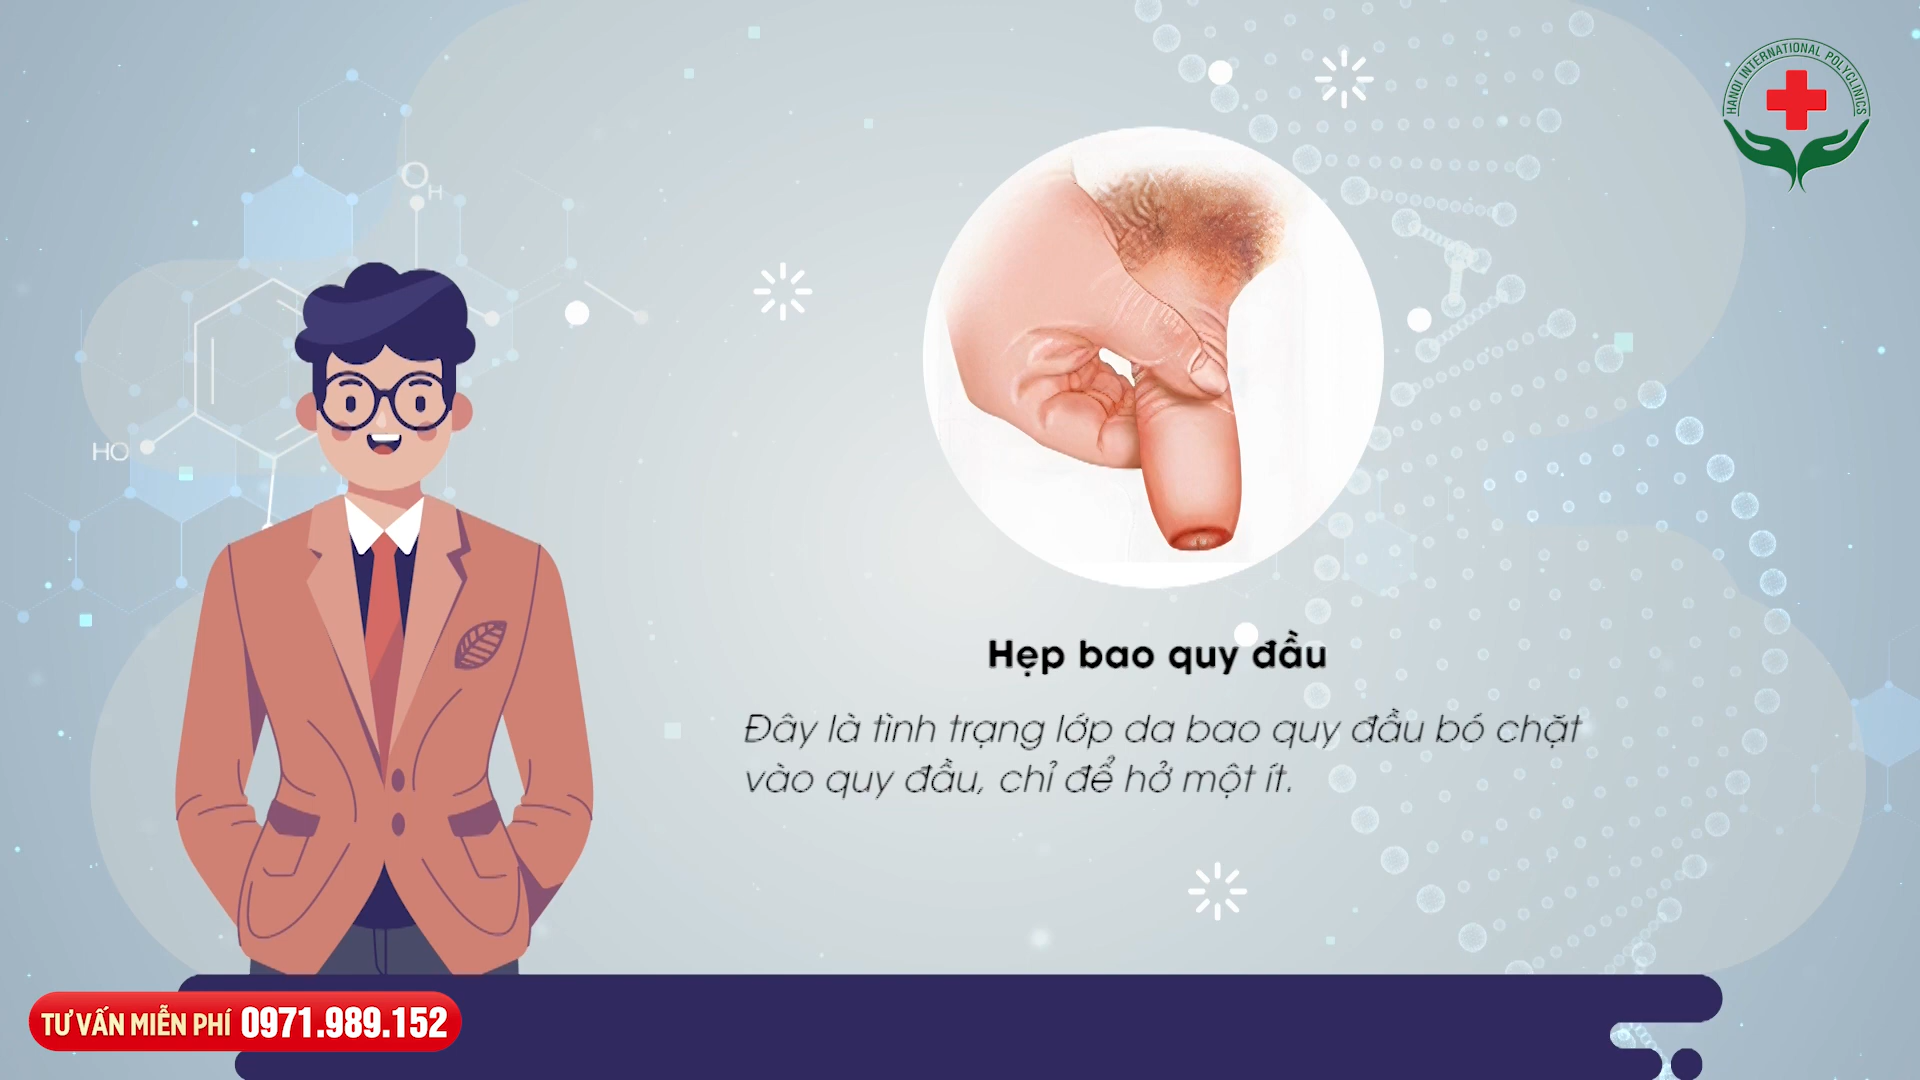 HANOI INTERNATIONAL POLYCLINICS
O
H
HO
Hẹp bao quy đầu
Đây là tình trạng lớp da bao quy đầu bó chặt
vào quy đầu, chỉ để hở một ít.
TƯ VẤN MIỄN PHÍ 0971.989.152